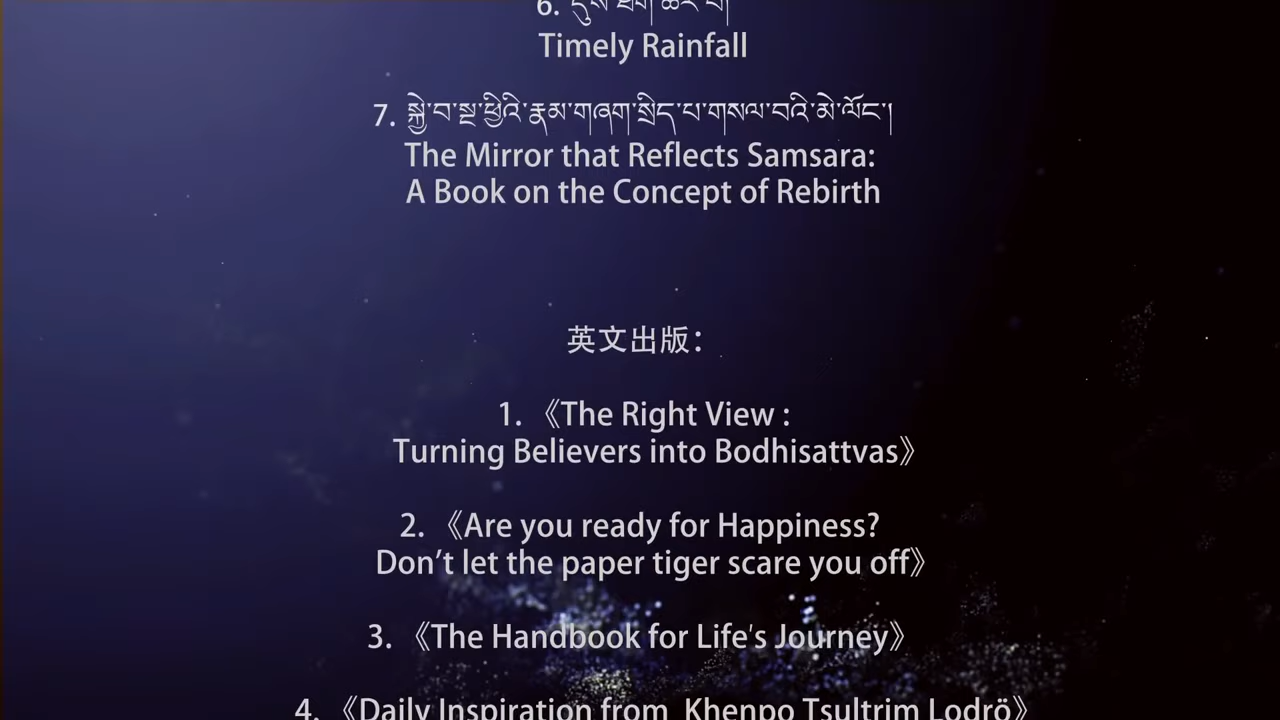 6.
Timely Rainfall
7. སྐྱེ་བ་སྔ་ཕྱིའི་རྣམ་གཞག་སྲིད་པ་གསལ་བའི་མེ་ལོང་།
The Mirror that Reflects Samsara:
A Book on the Concept of Rebirth
英文出版：
1. 《The Right View :
Turning Believers into Bodhisattvas》
2. 《Are you ready for Happiness?
Don’t let the paper tiger scare you off》
3. 《The Handbook for Life's Journey》
4. 《Daily Inspiration from Khenpo Tsultrim Lodrö》